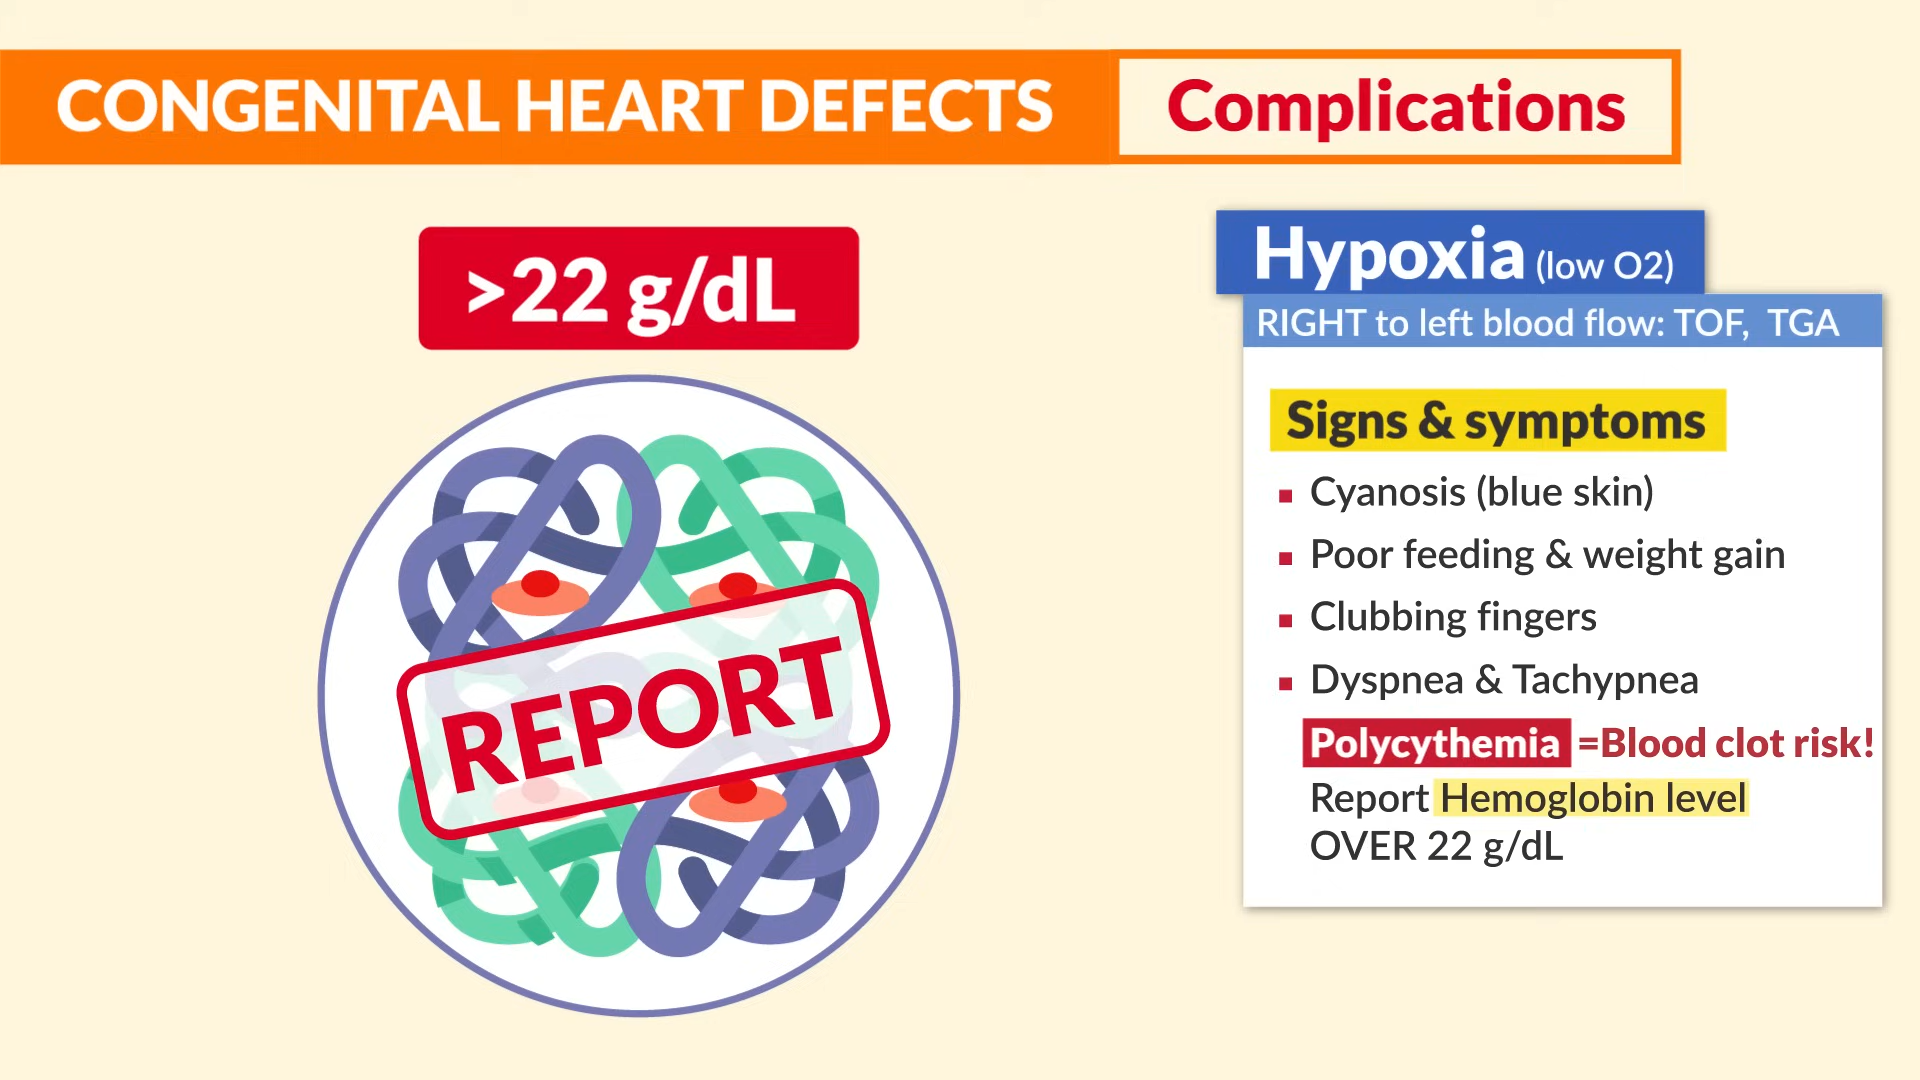 CONGENITAL HEART DEFECTS Complications
>22 g/dL
REPORT
Hypoxia (low O2)
RIGHT to left blood flow: TOF, TGA
Signs & symptoms
▪ Cyanosis (blue skin)
▪ Poor feeding & weight gain
▪ Clubbing fingers
▪ Dyspnea & Tachypnea
Polycythemia =Blood clot risk!
Report Hemoglobin level
OVER 22 g/dL